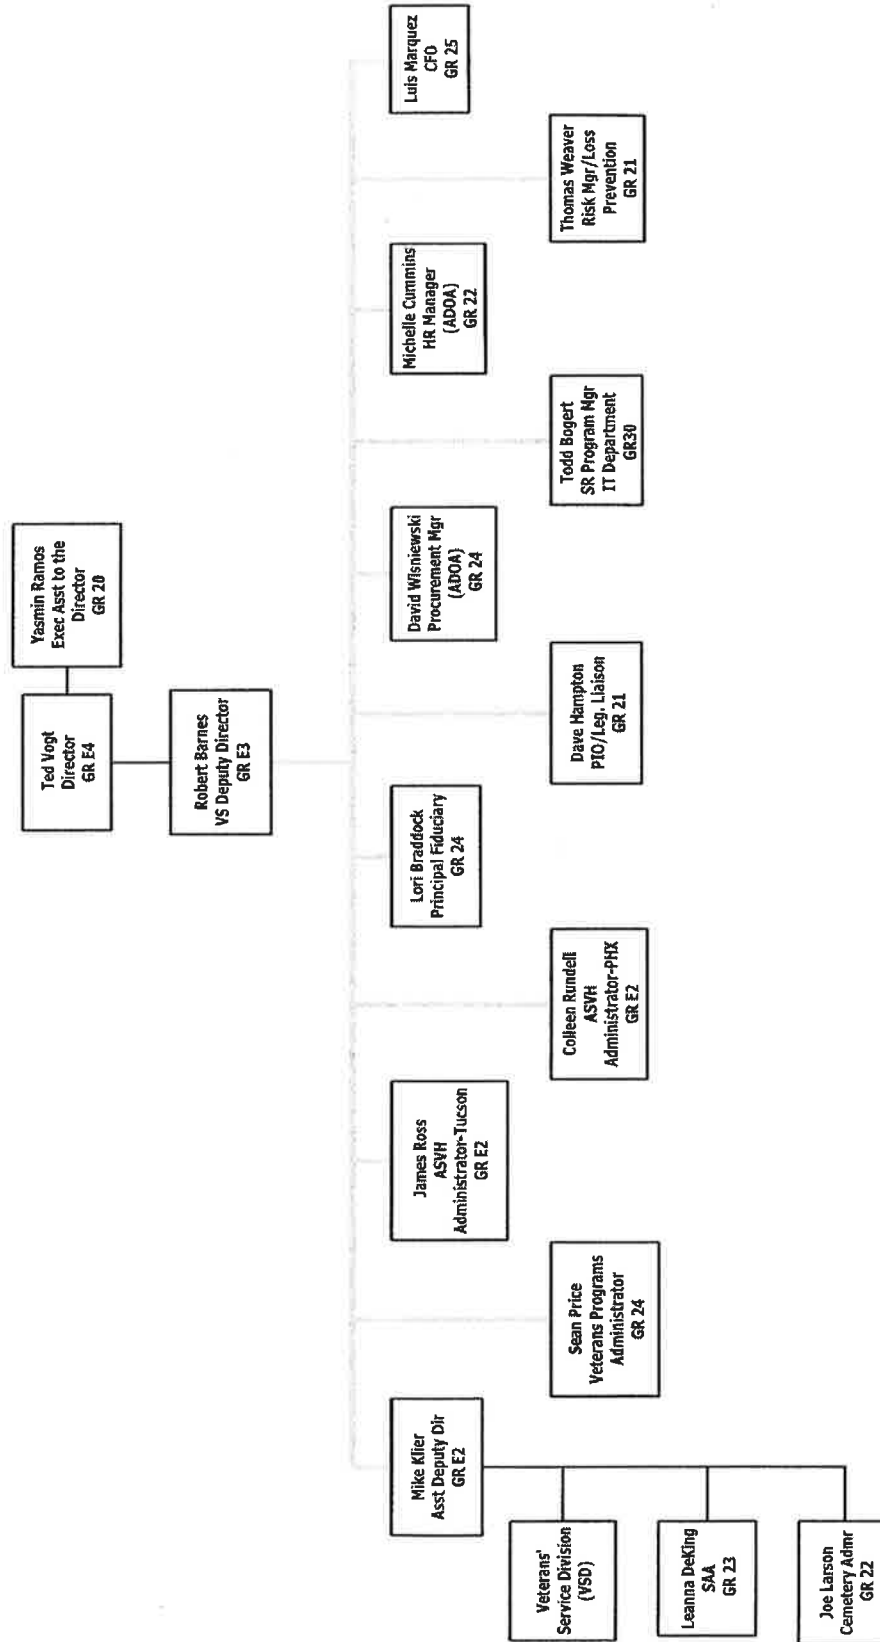 Yasmin Ramos
Exec Asst to the
Director
GR 20
Ted Vogt
Director
GR E4
Robert Barnes
VS Deputy Director
GR E3
Mike Klier
Asst Deputy Dir
GR E2
James Ross
ASVH
Administrator-Tucson
GR E2
Lori Braddock
Principal Fiduciary
GR 24
David Wisniewski
Procurement Mgr
(ADOA)
GR 24
Michelle Cummins
HR Manager
(ADOA)
GR 22
Luis Marquez
CFO
GR 25
Sean Price
Veterans Programs
Administrator
GR 24
Colleen Rundell
ASVH
Administrator-PHX
GR E2
Dave Hampton
PIO/Leg. Liaison
GR 21
Todd Bogert
SR Program Mgr
IT Department
GR30
Thomas Weaver
Risk Mgr/Loss
Prevention
GR 21
Veterans'
Service Division
(VSD)
Leanna DeKing
SAA
GR 23
Joe Larson
Cemetery Admr
GR 22